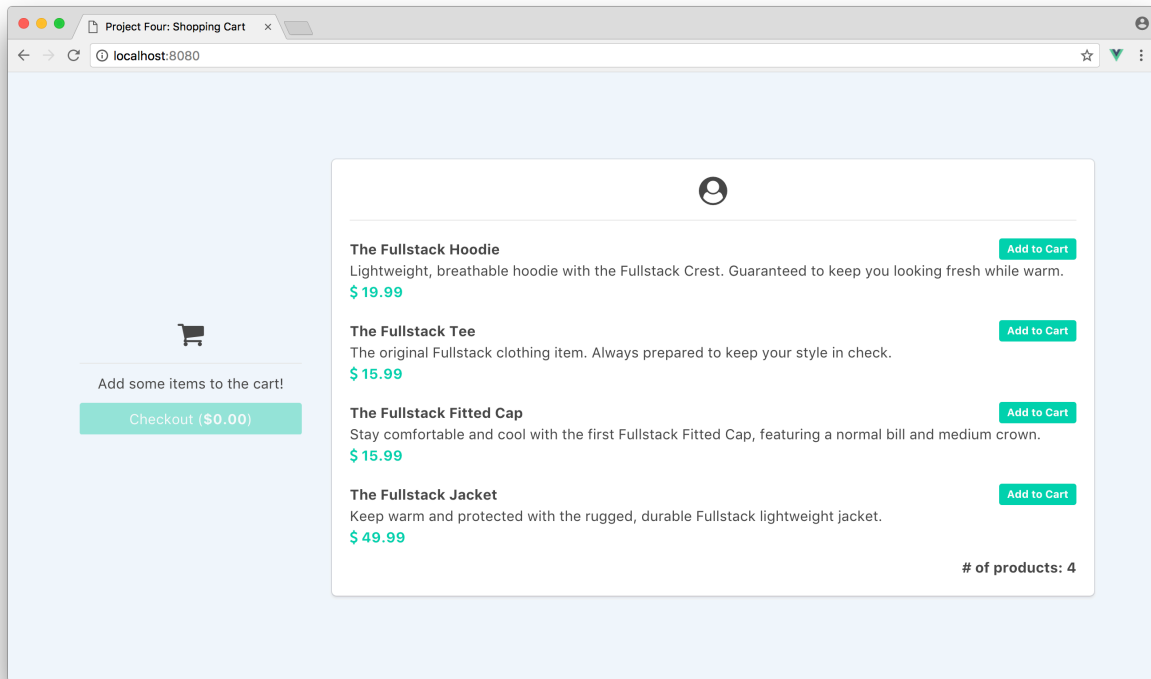 Project Four: Shopping Cart
localhost:8080
Add some items to the cart!
Checkout ($0.00)
The Fullstack Hoodie
Add to Cart
Lightweight, breathable hoodie with the Fullstack Crest. Guaranteed to keep you looking fresh while warm.
$ 19.99
The Fullstack Tee
Add to Cart
The original Fullstack clothing item. Always prepared to keep your style in check.
$ 15.99
The Fullstack Fitted Cap
Add to Cart
Stay comfortable and cool with the first Fullstack Fitted Cap, featuring a normal bill and medium crown.
$ 15.99
The Fullstack Jacket
Add to Cart
Keep warm and protected with the rugged, durable Fullstack lightweight jacket.
$ 49.99
# of products: 4